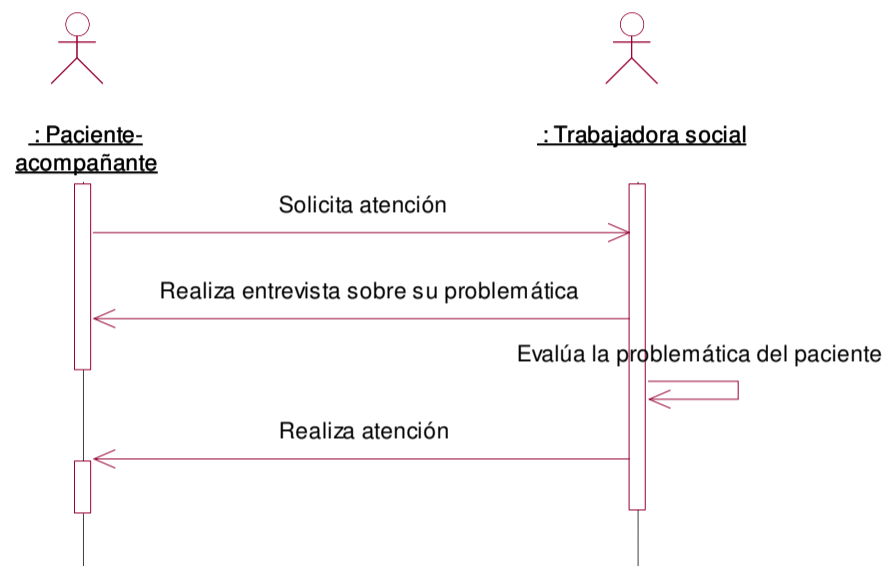 : Paciente-
acompañante
: Trabajadora social
Solicita atención
Realiza entrevista sobre su problemática
Evalúa la problemática del paciente
Realiza atención